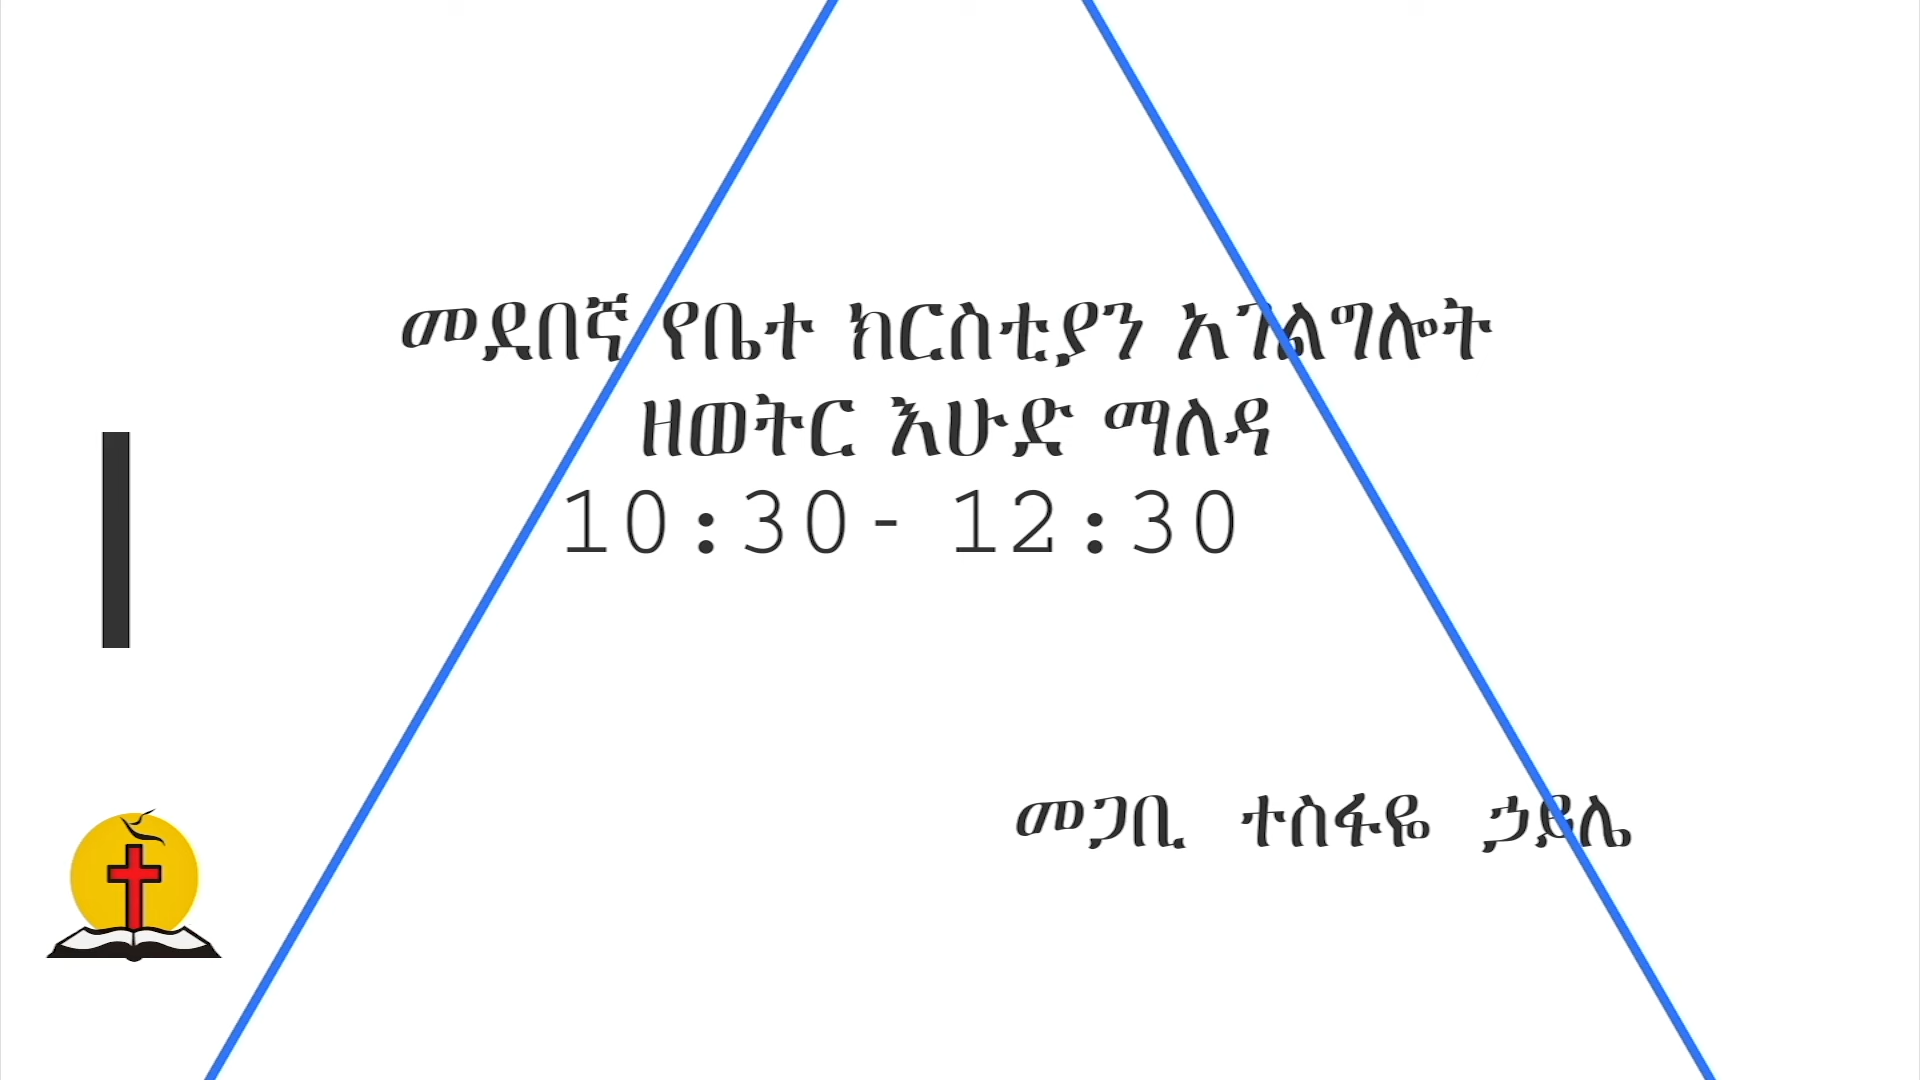 መደበኛ የቤተ ክርስቲያን አገልግሎት
ዘወትር እሁድ ማለዳ
10:30- 12:30
መጋቢ ተስፋዬ ኃይሌ